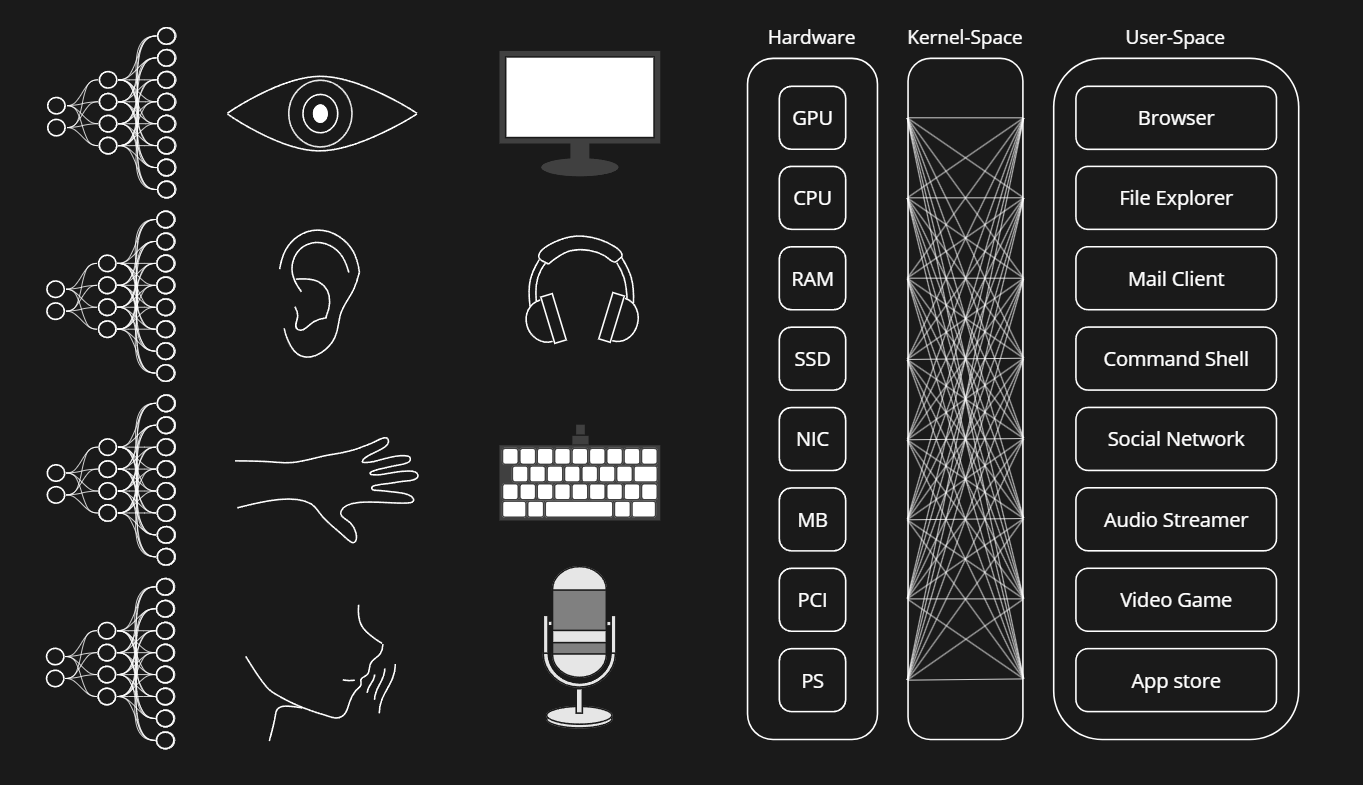 Hardware
Kernel-Space
User-Space
GPU
Browser
CPU
File Explorer
RAM
Mail Client
SSD
Command Shell
NIC
Social Network
MB
Audio Streamer
PCI
Video Game
PS
App store